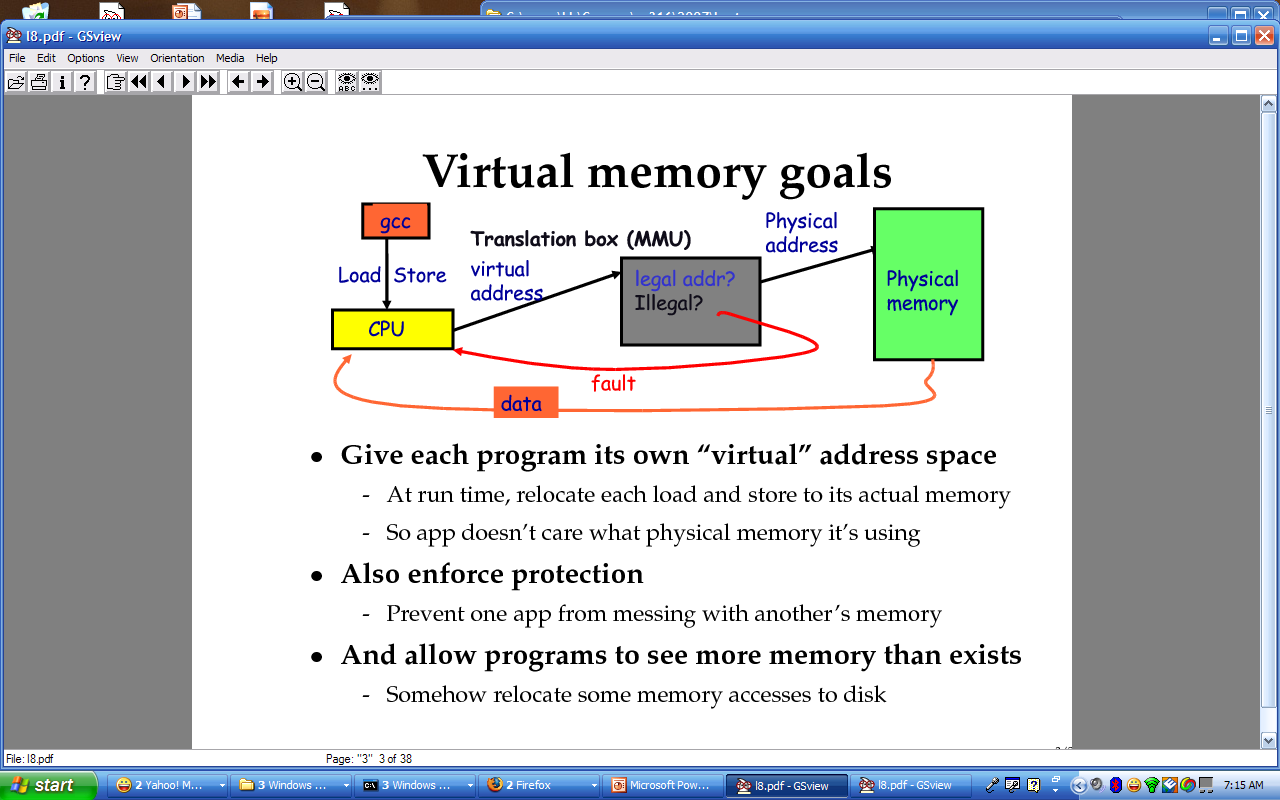 l8.pdf - GSview
File Edit Options View Orientation Media Help
Virtual memory goals
gcc
Load Store
CPU
Translation box (MMU)
virtual
address
legal addr?
Illegal?
Physical
address
Physical
memory
fault
data
• Give each program its own “virtual” address space
- At run time, relocate each load and store to its actual memory
- So app doesn’t care what physical memory it’s using
• Also enforce protection
- Prevent one app from messing with another’s memory
• And allow programs to see more memory than exists
- Somehow relocate some memory accesses to disk
File: l8.pdf Page: "3" 3 of 38
start 2 Yahoo! M... 3 Windows ... 3 Windows ... 2 Firefox Microsoft Pow... l8.pdf - GSview l8.pdf - GSview 7:15 AM